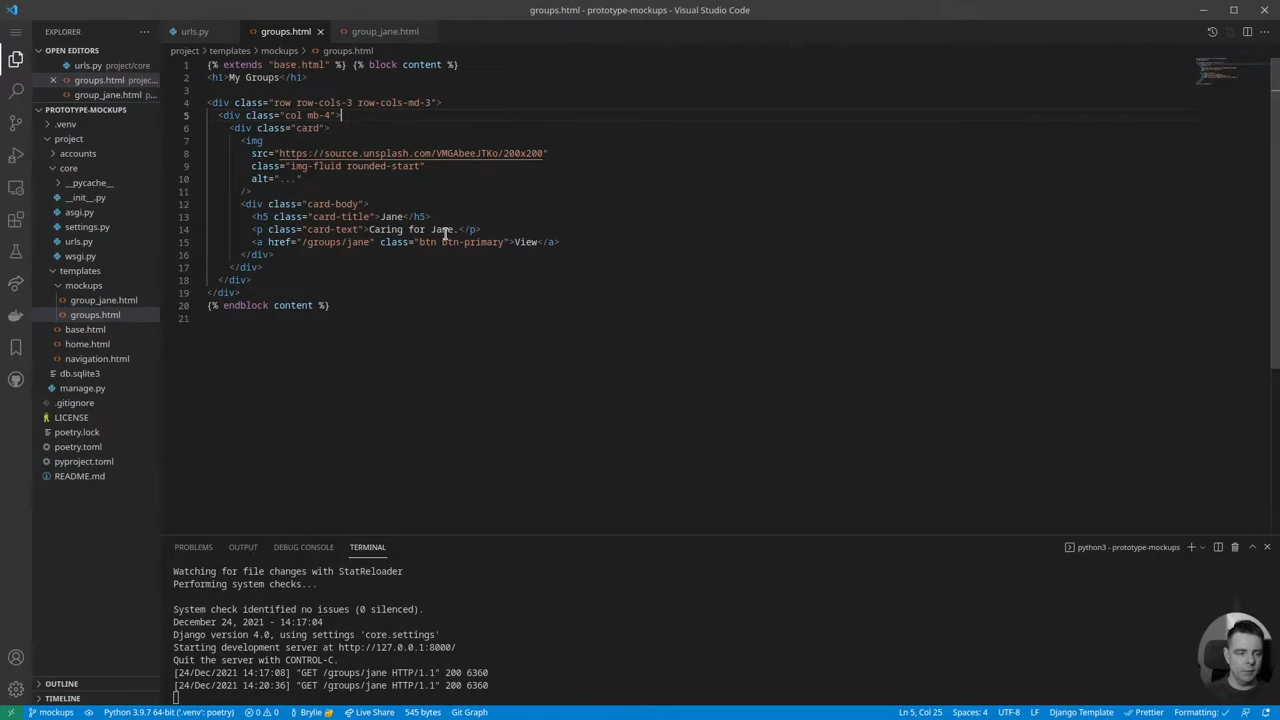 groups.html - prototype-mockups - Visual Studio Code
EXPLORER
urls.py
groups.html
group_jane.html
OPEN EDITORS
urls.py project/core
groups.html projec...
group_jane.html p...
PROTOTYPE-MOCKUPS
.venv
project
accounts
core
__pycache__
__init__.py
asgi.py
settings.py
urls.py
wsgi.py
templates
mockups
group_jane.html
groups.html
base.html
home.html
navigation.html
db.sqlite3
manage.py
.gitignore
LICENSE
poetry.lock
poetry.toml
pyproject.toml
README.md
OUTLINE
TIMELINE
project > templates > mockups > groups.html
1 {% extends "base.html" %} {% block content %}
2 <h1>My Groups</h1>
3
4 <div class="row row-cols-3 row-cols-md-3">
5 <div class="col mb-4">
6 <div class="card">
7 <img
8 src="https://source.unsplash.com/VMGAbeeJTKo/200x200"
9 class="img-fluid rounded-start"
10 alt="..."
11 />
12 <div class="card-body">
13 <h5 class="card-title">Jane</h5>
14 <p class="card-text">Caring for Jane.</p>
15 <a href="/groups/jane" class="btn btn-primary">View</a>
16 </div>
17 </div>
18 </div>
19 </div>
20 {% endblock content %}
21
PROBLEMS OUTPUT DEBUG CONSOLE TERMINAL
python3 - prototype-mockups
Watching for file changes with StatReloader
Performing system checks...
System check identified no issues (0 silenced).
December 24, 2021 - 14:17:04
Django version 4.0, using settings 'core.settings'
Starting development server at http://127.0.0.1:8000/
Quit the server with CONTROL-C.
[24/Dec/2021 14:17:08] "GET /groups/jane HTTP/1.1" 200 6360
[24/Dec/2021 14:20:36] "GET /groups/jane HTTP/1.1" 200 6360
mockups Python 3.9.7 64-bit ('.venv': poetry) 0 0 Brylie Live Share 545 bytes Git Graph Ln 5, Col 25 Spaces: 4 UTF-8 LF Django Template Prettier Formatting: ✓